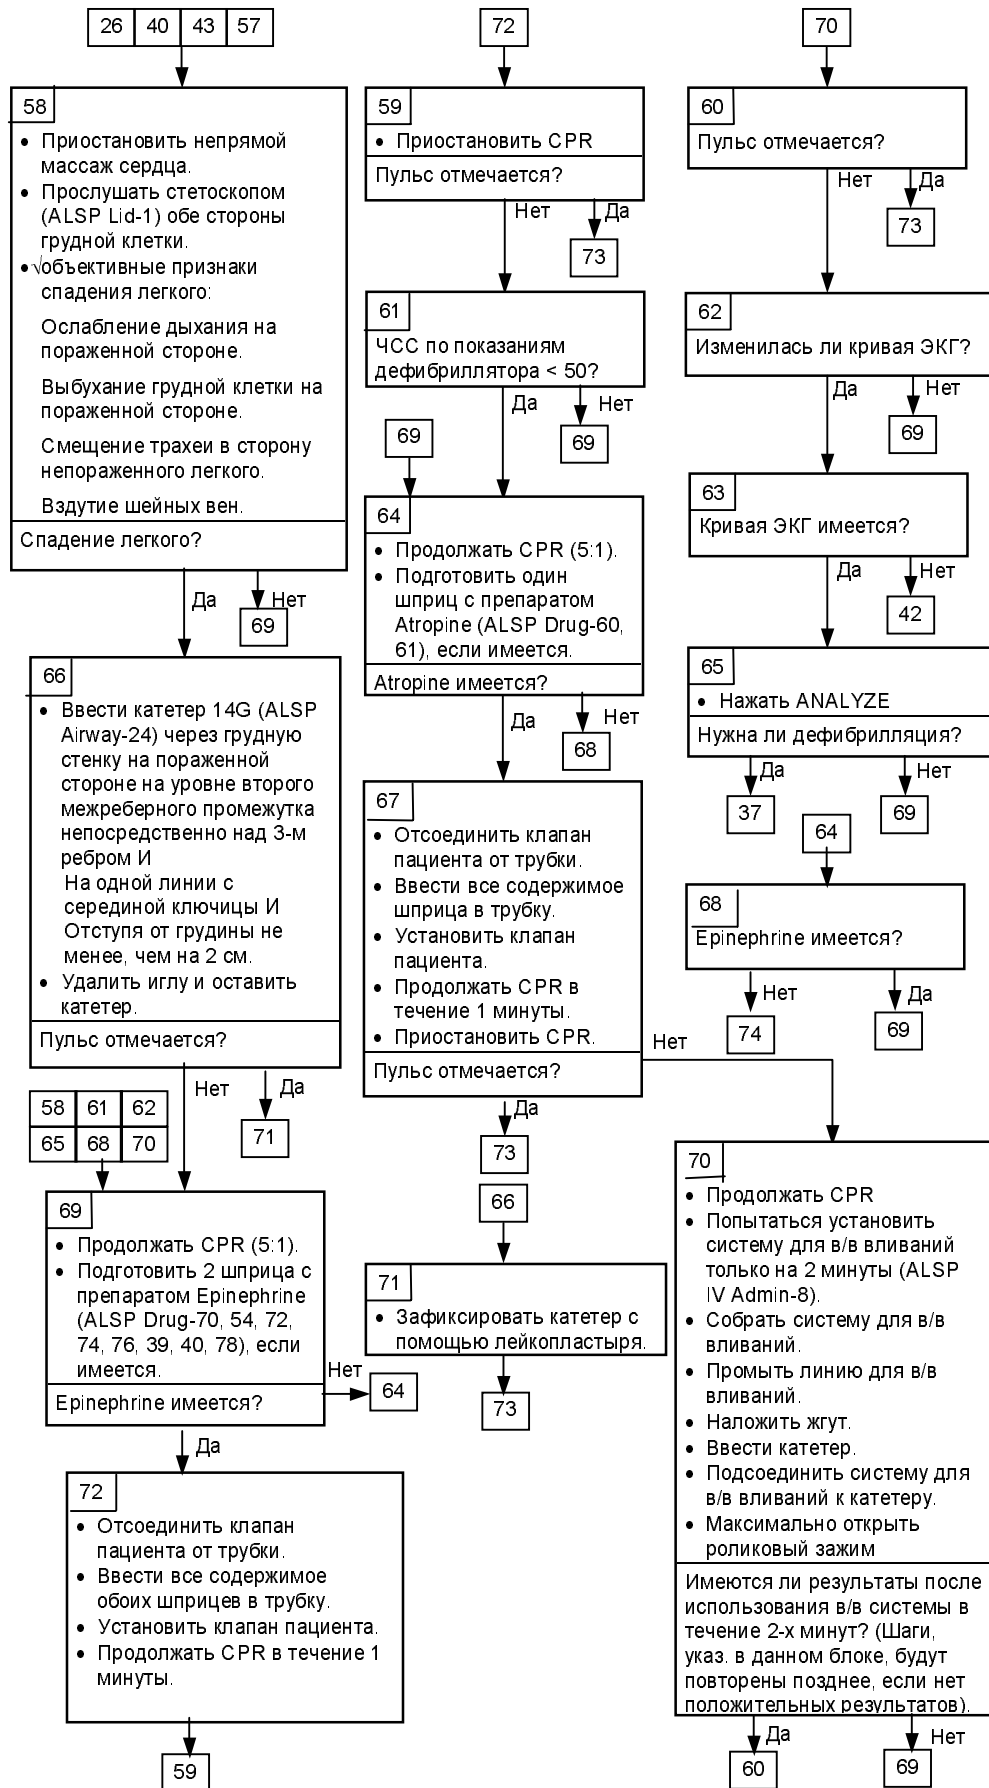 26 40 43 57
58
• Приостановить непрямой
массаж сердца.
• Прослушать стетоскопом
(ALSP Lid-1) обе стороны
грудной клетки.
•√объективные признаки
спадения легкого:
Ослабление дыхания на
пораженной стороне.
Выбухание грудной клетки на
пораженной стороне.
Смещение трахеи в сторону
непораженного легкого.
Вздутие шейных вен.
Спадение легкого?
Да
Нет
69
66
• Ввести катетер 14G (ALSP
Airway-24) через грудную
стенку на пораженной
стороне на уровне второго
межреберного промежутка
непосредственно над 3-м
ребром И
На одной линии с
серединой ключицы И
Отступя от грудины не
менее, чем на 2 см.
• Удалить иглу и оставить
катетер.
Пульс отмечается?
Нет
Да
71
58 61 62
65 68 70
69
• Продолжать CPR (5:1).
• Подготовить 2 шприца с
препаратом Epinephrine
(ALSP Drug-70, 54, 72,
74, 76, 39, 40, 78), если
имеется.
Epinephrine имеется?
Нет
64
Да
72
• Отсоединить клапан
пациента от трубки.
• Ввести все содержимое
обоих шприцев в трубку.
• Установить клапан пациента.
• Продолжать CPR в течение 1
минуты.
59
72
59
• Приостановить CPR
Пульс отмечается?
Нет
Да
73
61
ЧСС по показаниям
дефибриллятора < 50?
Да
Нет
69
69
64
• Продолжать CPR (5:1).
• Подготовить один
шприц с препаратом
Atropine (ALSP Drug-60,
61), если имеется.
Atropine имеется?
Да
Нет
68
67
• Отсоединить клапан
пациента от трубки.
• Ввести все содержимое
шприца в трубку.
• Установить клапан
пациента.
• Продолжать CPR в
течение 1 минуты.
• Приостановить CPR.
Пульс отмечается?
Нет
Да
73
66
71
• Зафиксировать катетер с
помощью лейкопластыря.
73
70
60
Пульс отмечается?
Нет
Да
73
62
Изменилась ли кривая ЭКГ?
Да
Нет
69
63
Кривая ЭКГ имеется?
Да
Нет
42
65
• Нажать ANALYZE
Нужна ли дефибрилляция?
Да
Нет
37
69
64
68
Epinephrine имеется?
Нет
Да
74
69
70
• Продолжать CPR
• Попытаться установить
систему для в/в вливаний
только на 2 минуты (ALSP
IV Admin-8).
• Собрать систему для в/в
вливаний.
• Промыть линию для в/в
вливаний.
• Наложить жгут.
• Ввести катетер.
• Подсоединить систему для
в/в вливаний к катетеру.
• Максимально открыть
роликовый зажим
Имеются ли результаты после
использования в/в системы в
течение 2-х минут? (Шаги,
указ. в данном блоке, будут
повторены позднее, если нет
положительных результатов).
Да
Нет
60
69